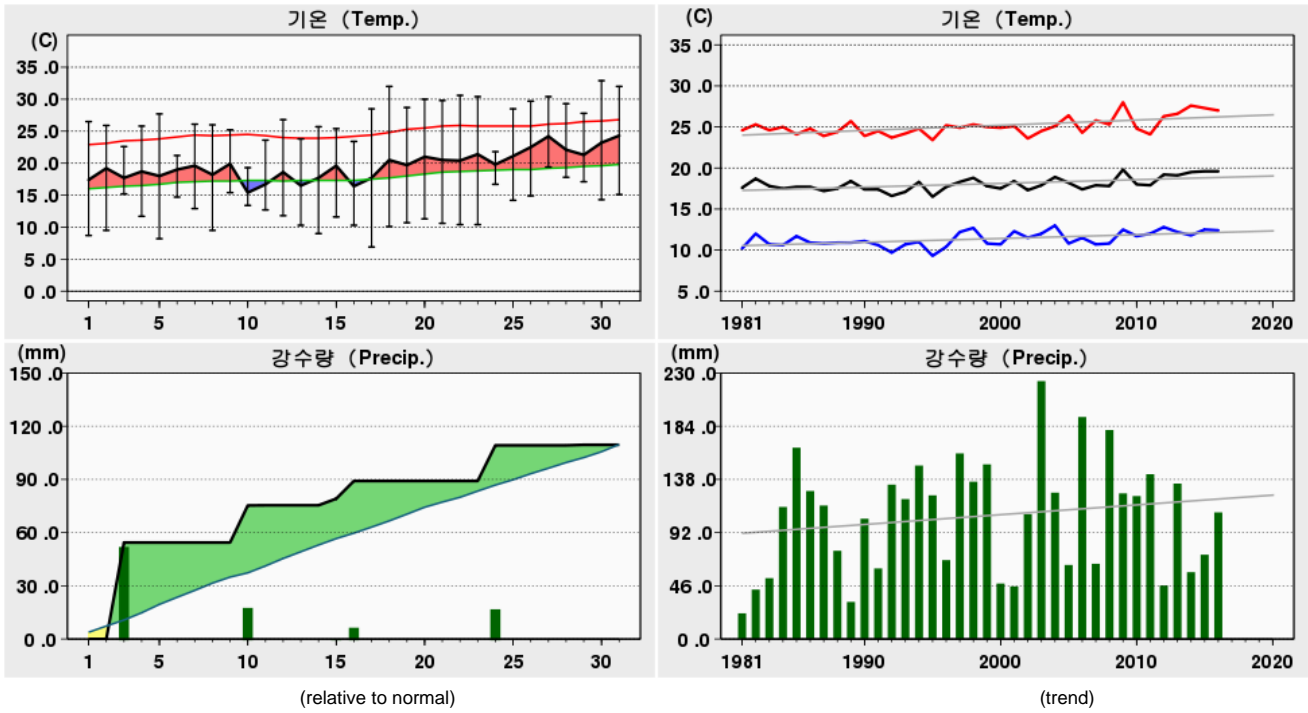 기온 (Temp.)
(C)
35 .0
30 .0
25 .0
20 .0
15 .0
10 .0
5 .0
0 .0
1 5 10 15 20 25 30
기온 (Temp.)
(C)
35 .0
30 .0
25 .0
20 .0
15 .0
10 .0
5 .0
1981 1990 2000 2010 2020
강수량 (Precip.)
(mm)
150 .0
120 .0
90 .0
60 .0
30 .0
0 .0
1 5 10 15 20 25 30
강수량 (Precip.)
(mm)
230 .0
184 .0
138 .0
92 .0
46 .0
0 .0
1981 1990 2000 2010 2020
(relative to normal)
(trend)